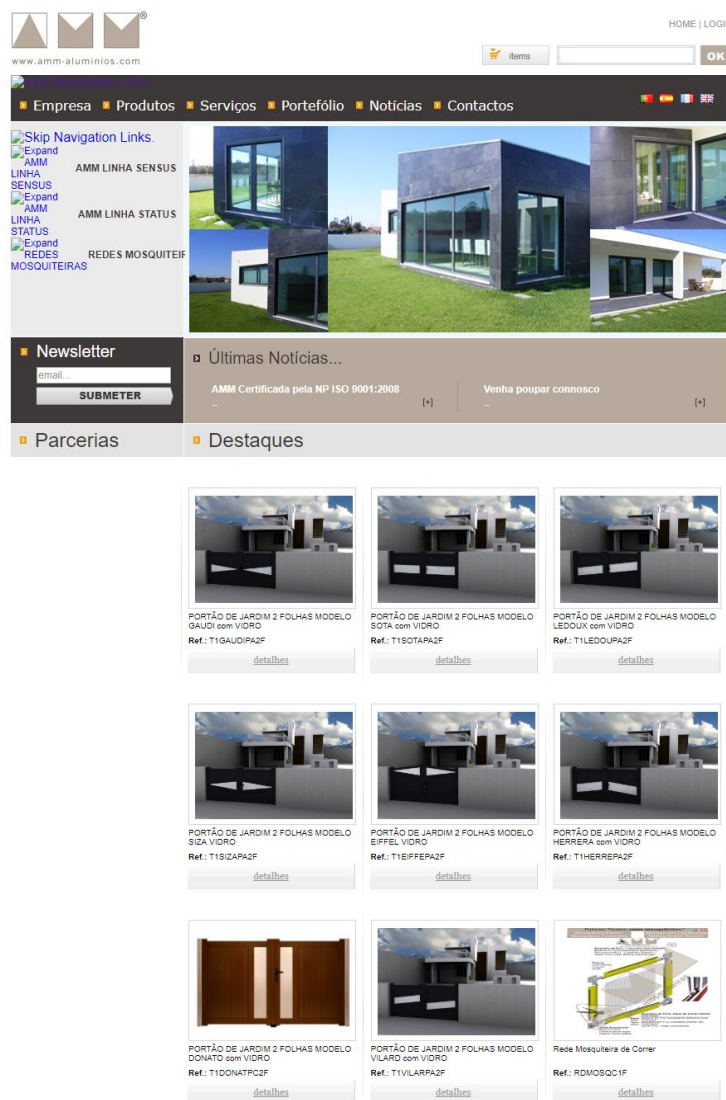 AMM®
www.amm-aluminios.com
HOME | LOGI
items
OK
Empresa Produtos Serviços Portefólio Notícias Contactos
Skip Navigation Links.
Expand AMM LINHA SENSUS
AMM LINHA SENSUS
Expand AMM LINHA STATUS
AMM LINHA STATUS
Expand REDES MOSQUITEIRAS
REDES MOSQUITEIR
Newsletter
email...
SUBMETER
Últimas Notícias...
AMM Certificada pela NP ISO 9001:2008
...
[+]
Venha poupar connosco
...
[+]
Parcerias
Destaques
PORTÃO DE JARDIM 2 FOLHAS MODELO
GAUDI com VIDRO
Ref.: T1GAUDIPA2F
detalhes
PORTÃO DE JARDIM 2 FOLHAS MODELO
SOTA com VIDRO
Ref.: T1SOTAPA2F
detalhes
PORTÃO DE JARDIM 2 FOLHAS MODELO
LEDOUX com VIDRO
Ref.: T1LEDOUPA2F
detalhes
PORTÃO DE JARDIM 2 FOLHAS MODELO
SIZA VIDRO
Ref.: T1SIZAPA2F
detalhes
PORTÃO DE JARDIM 2 FOLHAS MODELO
EIFFEL VIDRO
Ref.: T1EIFFEPA2F
detalhes
PORTÃO DE JARDIM 2 FOLHAS MODELO
HERRERA com VIDRO
Ref.: T1HERREPA2F
detalhes
PORTÃO DE JARDIM 2 FOLHAS MODELO
DONATO com VIDRO
Ref.: T1DONATPC2F
detalhes
PORTÃO DE JARDIM 2 FOLHAS MODELO
VILARD com VIDRO
Ref.: T1VILARPA2F
detalhes
Rede Mosquiteira de Correr
Ref.: RDMOSQC1F
detalhes